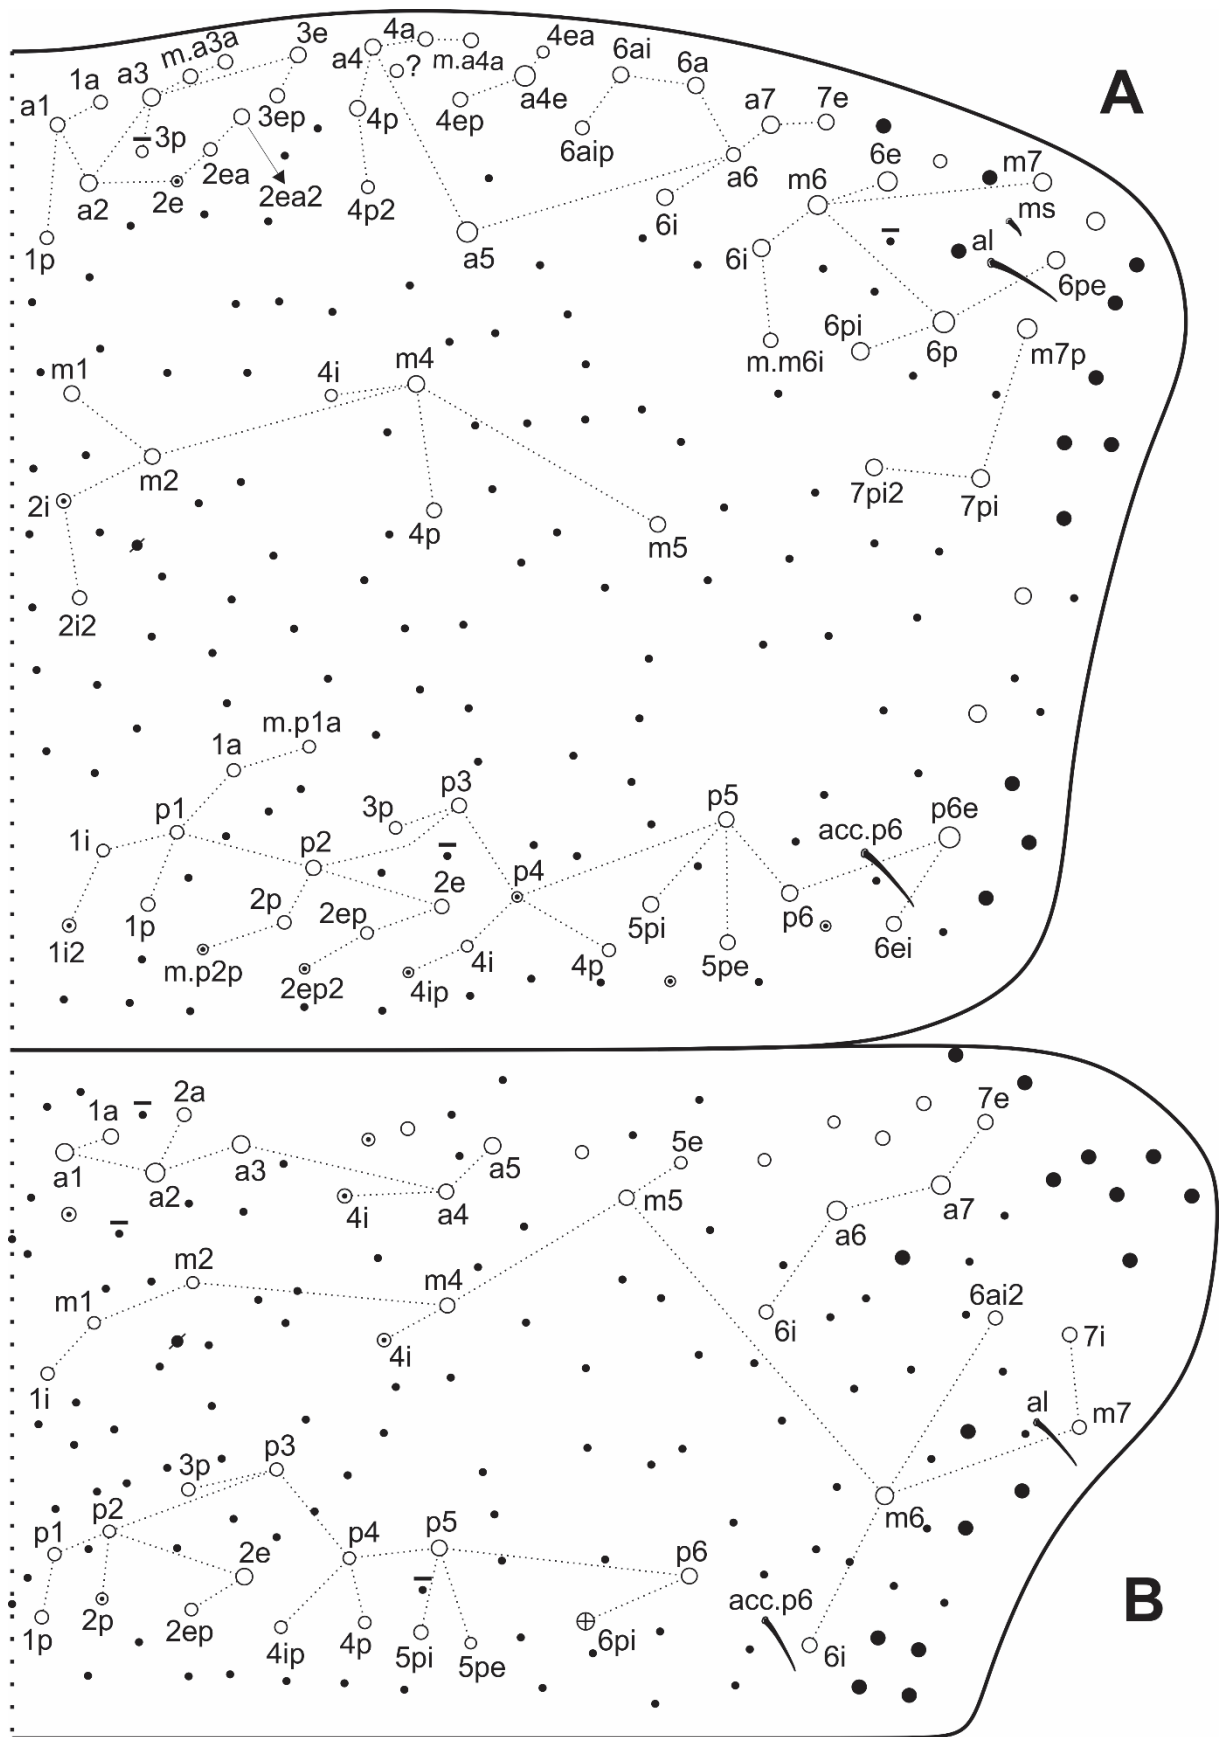 3e 4a 4ea
m.a3a a4 m.a4a 6ai 6a A
1a a3 ? a4e a7 7e
a1 3p 3ep 4p 4ep 6aip 6e m7
a2 2e 2ea 2ea2 4p2 a6 m6 ms
1p a5 6i 6i al 6pe
6pi 6p m7p
m1 4i m4 m.m6i
m2
2i 4p m5 7pi2 7pi
2i2
m.p1a
1a
p1 3p p3 p5 acc.p6 p6e
1i p2
1i2 1p 2p 2ep 2e p4 5pi p6 6ei
m.p2p 2ep2 4ip 4i 4p 5pe
1a 2a 7e
a1 a2 a3 4i a4 a5 5e
m5 a6 a7
m1 m2 m4 6ai2
1i 4i 6i 7i
al m7
3p p3
p1 p2 p4 p5 m6
2e p6
1p 2p 2ep 4ip 4p 5pi 5pe 6pi acc.p6 6i B